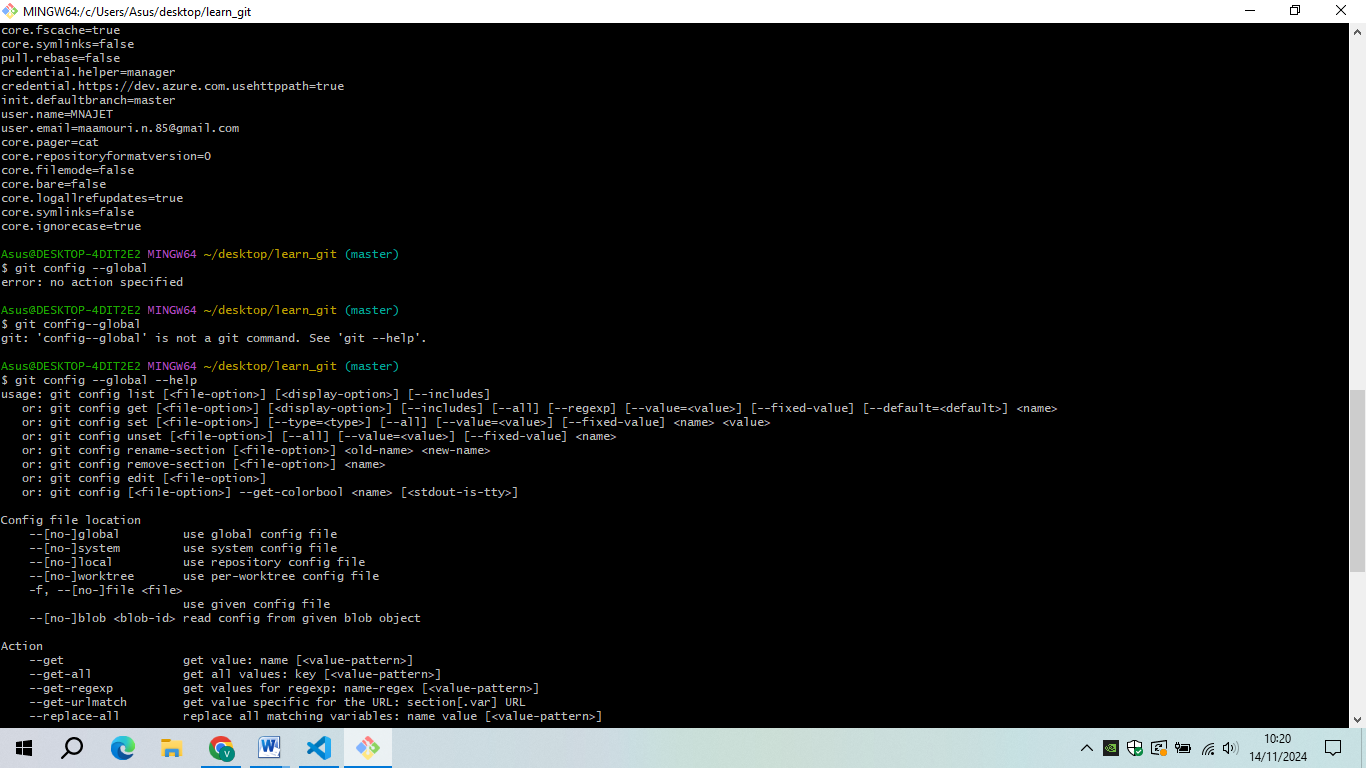 MINGW64:/c/Users/Asus/desktop/learn_git
core.fscache=true
core.symlinks=false
pull.rebase=false
credential.helper=manager
credential.https://dev.azure.com.usehttppath=true
init.defaultbranch=master
user.name=MNAJET
user.email=maamouri.n.85@gmail.com
core.pager=cat
core.repositoryformatversion=0
core.filemode=false
core.bare=false
core.logallrefupdates=true
core.symlinks=false
core.ignorecase=true

Asus@DESKTOP-4DIT2E2 MINGW64 ~/desktop/learn_git (master)
$ git config --global
error: no action specified

Asus@DESKTOP-4DIT2E2 MINGW64 ~/desktop/learn_git (master)
$ git config--global
git: 'config--global' is not a git command. See 'git --help'.

Asus@DESKTOP-4DIT2E2 MINGW64 ~/desktop/learn_git (master)
$ git config --global --help
usage: git config list [<file-option>] [<display-option>] [--includes]
   or: git config get [<file-option>] [<display-option>] [--includes] [--all] [--regexp] [--value=<value>] [--fixed-value] [--default=<default>] <name>
   or: git config set [<file-option>] [--type=<type>] [--all] [--value=<value>] [--fixed-value] <name> <value>
   or: git config unset [<file-option>] [--all] [--value=<value>] [--fixed-value] <name>
   or: git config rename-section [<file-option>] <old-name> <new-name>
   or: git config remove-section [<file-option>] <name>
   or: git config edit [<file-option>]
   or: git config [<file-option>] --get-colorbool <name> [<stdout-is-tty>]

Config file location
    --[no-]global         use global config file
    --[no-]system         use system config file
    --[no-]local          use repository config file
    --[no-]worktree       use per-worktree config file
    -f, --[no-]file <file>
                          use given config file
    --[no-]blob <blob-id> read config from given blob object

Action
    --get                 get value: name [<value-pattern>]
    --get-all             get all values: key [<value-pattern>]
    --get-regexp          get values for regexp: name-regex [<value-pattern>]
    --get-urlmatch        get value specific for the URL: section[.var] URL
    --replace-all         replace all matching variables: name value [<value-pattern>]
V
W
10:20
14/11/2024